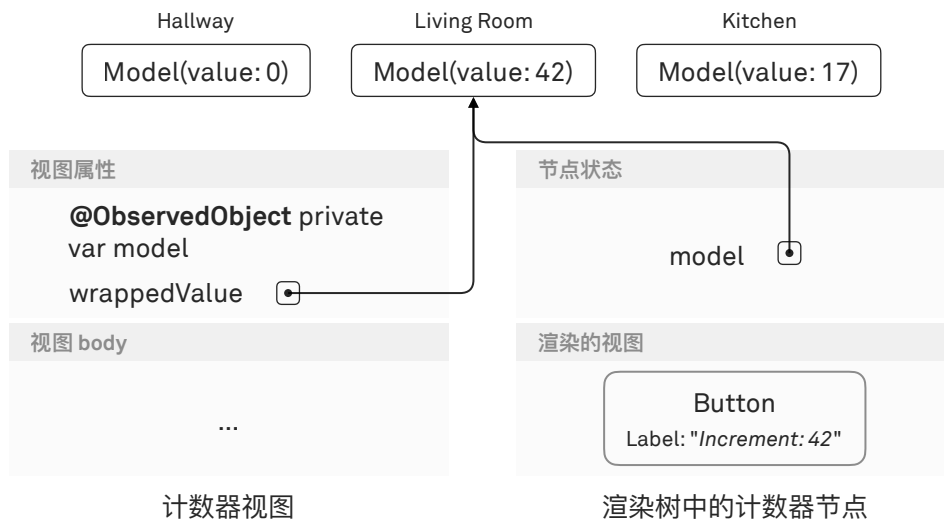 Hallway
Living Room
Kitchen
Model(value: 0)
Model(value: 42)
Model(value: 17)
视图属性
节点状态
@ObservedObject private
var model
model
wrappedValue
视图 body
渲染的视图
...
Button
Label: "Increment: 42"
计数器视图
渲染树中的计数器节点